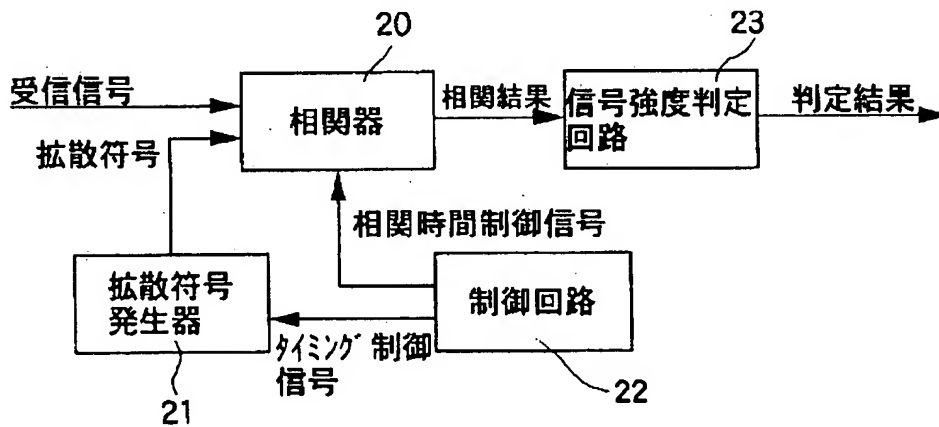 20
23
受信信号
相関器
相関結果
信号強度判定
回路
判定結果
拡散符号
相関時間制御信号
拡散符号
発生器
制御回路
タイミング制御
信号
21
22